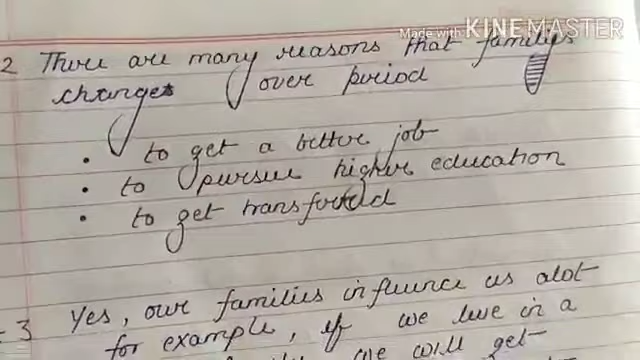 Made with KINEMASTER
2 There are many reasons that family's
changes over period
• to get a better job
• to pursue higher education
• to get transferred
3 Yes, our families influence us alot
for example, if we live in a
we will get